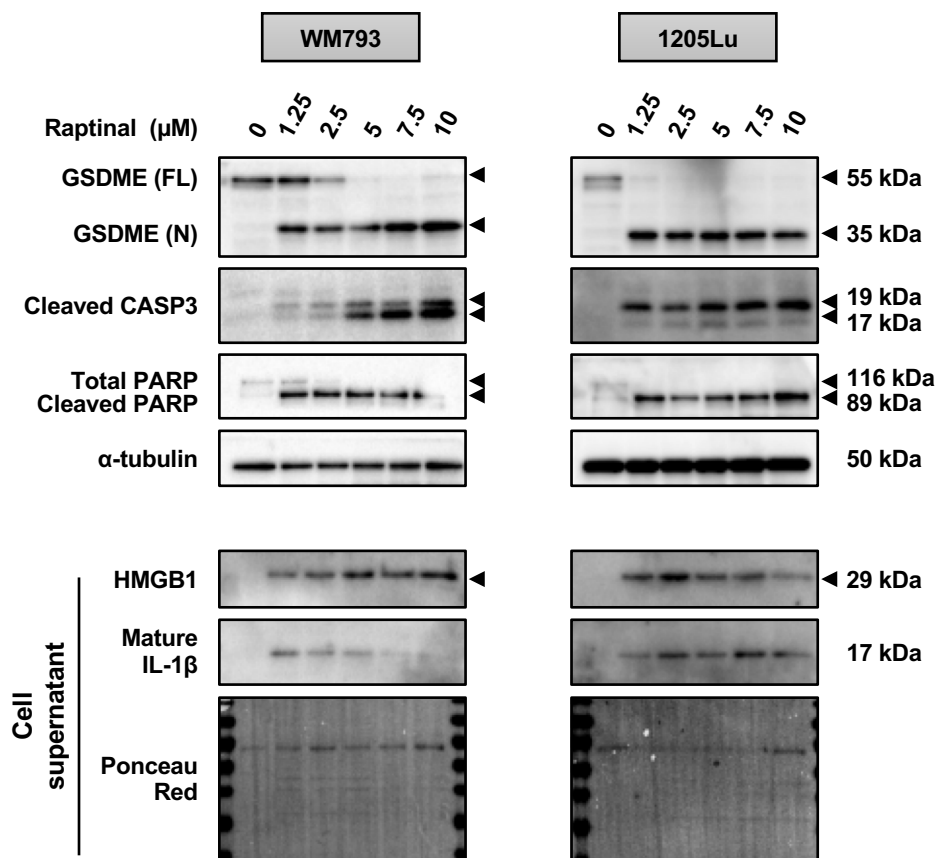 WM793 1205Lu
Raptinal (µM) 0 1.25 2.5 5 7.5 10 0 1.25 2.5 5 7.5 10
GSDME (FL) 55 kDa
GSDME (N) 35 kDa
Cleaved CASP3 19 kDa
17 kDa
Total PARP 116 kDa
Cleaved PARP 89 kDa
α-tubulin 50 kDa
Cell
supernatant
HMGB1 29 kDa
Mature
IL-1β 17 kDa
Ponceau
Red